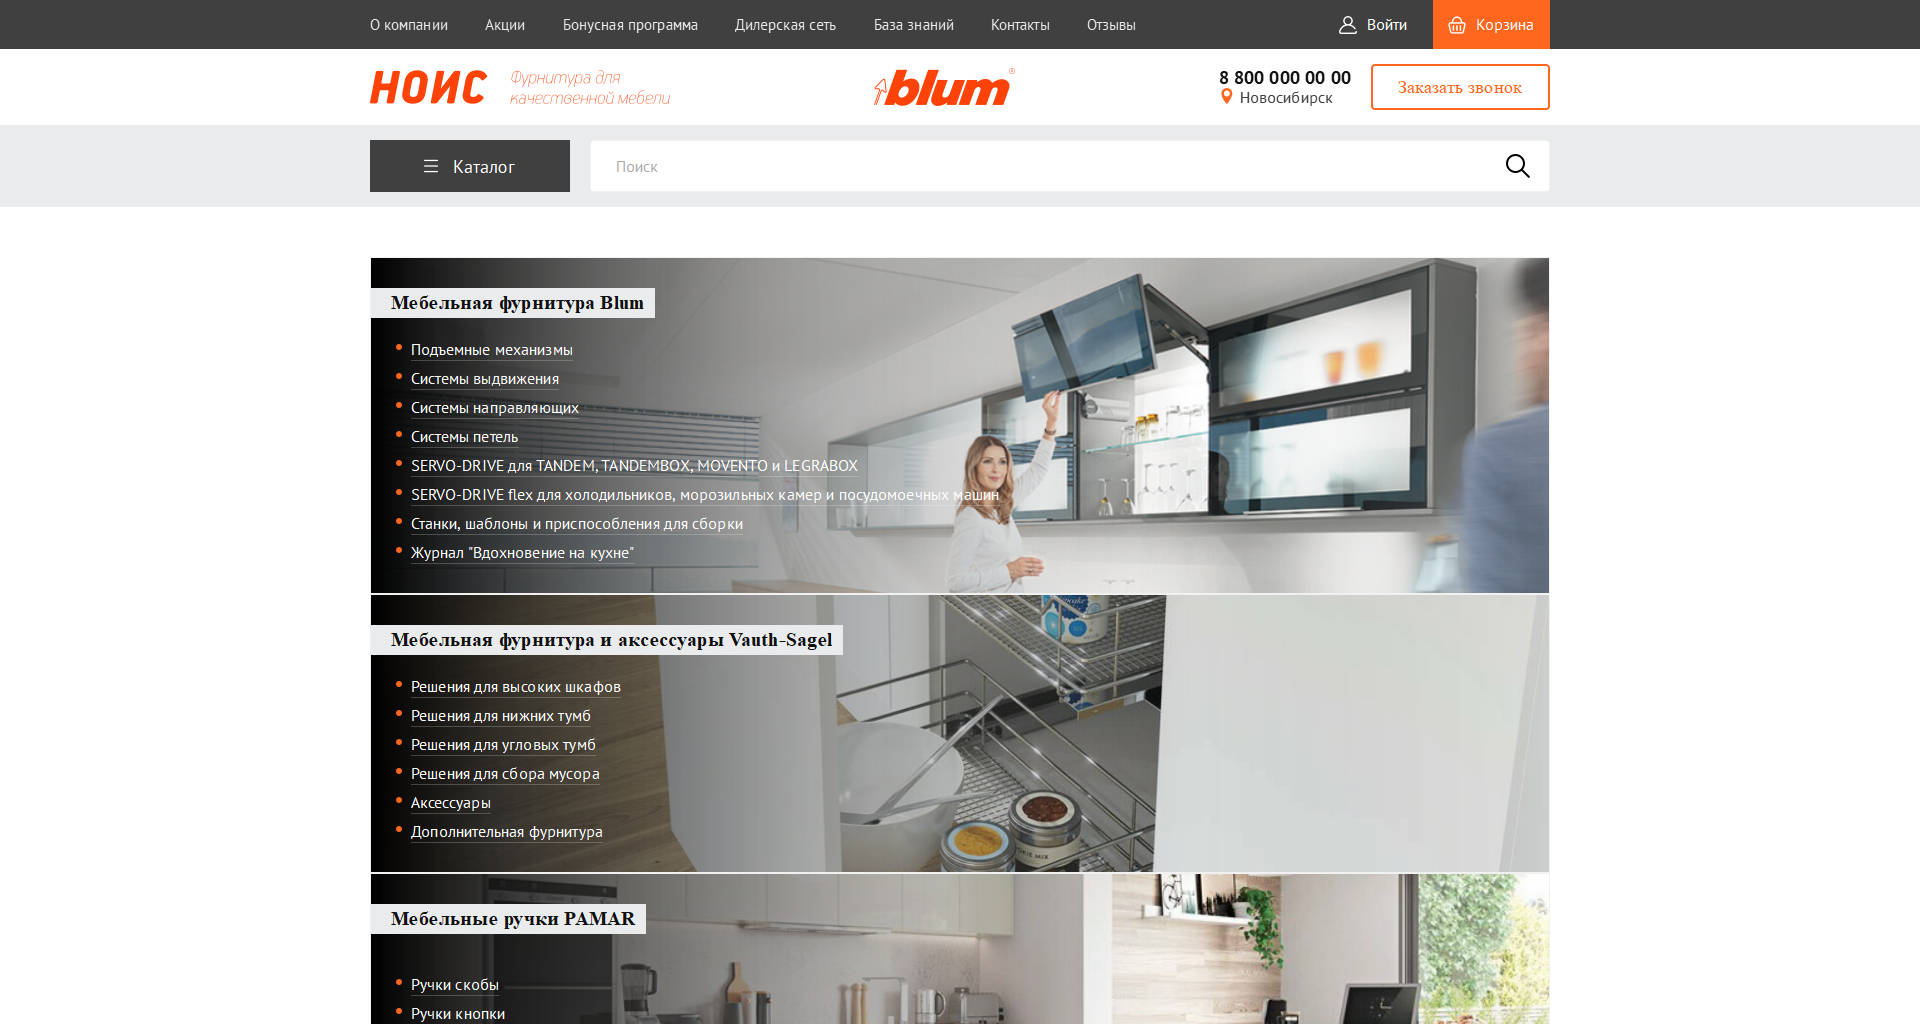 О компании Акции Бонусная программа Дилерская сеть База знаний Контакты Отзывы Войти Корзина
НОИС
Фурнитура для
качественной мебели
blum®
8 800 000 00 00
Новосибирск
Заказать звонок
Каталог
Поиск
Мебельная фурнитура Blum
Подъемные механизмы
Системы выдвижения
Системы направляющих
Системы петель
SERVO-DRIVE для TANDEM, TANDEMBOX, MOVENTO и LEGRABOX
SERVO-DRIVE flex для холодильников, морозильных камер и посудомоечных машин
Станки, шаблоны и приспособления для сборки
Журнал "Вдохновение на кухне"
Мебельная фурнитура и аксессуары Vauth-Sagel
Решения для высоких шкафов
Решения для нижних тумб
Решения для угловых тумб
Решения для сбора мусора
Аксессуары
Дополнительная фурнитура
Мебельные ручки PAMAR
Ручки скобы
Ручки кнопки